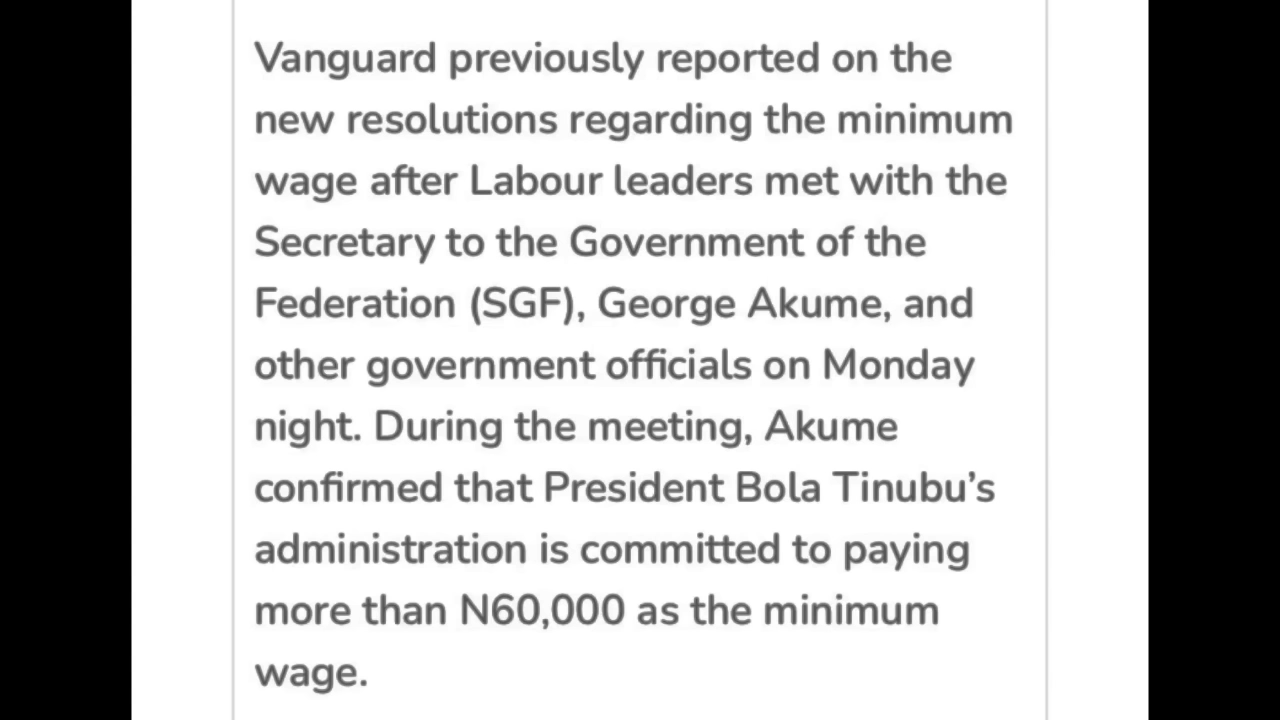 Vanguard previously reported on the
new resolutions regarding the minimum
wage after Labour leaders met with the
Secretary to the Government of the
Federation (SGF), George Akume, and
other government officials on Monday
night. During the meeting, Akume
confirmed that President Bola Tinubu’s
administration is committed to paying
more than N60,000 as the minimum
wage.